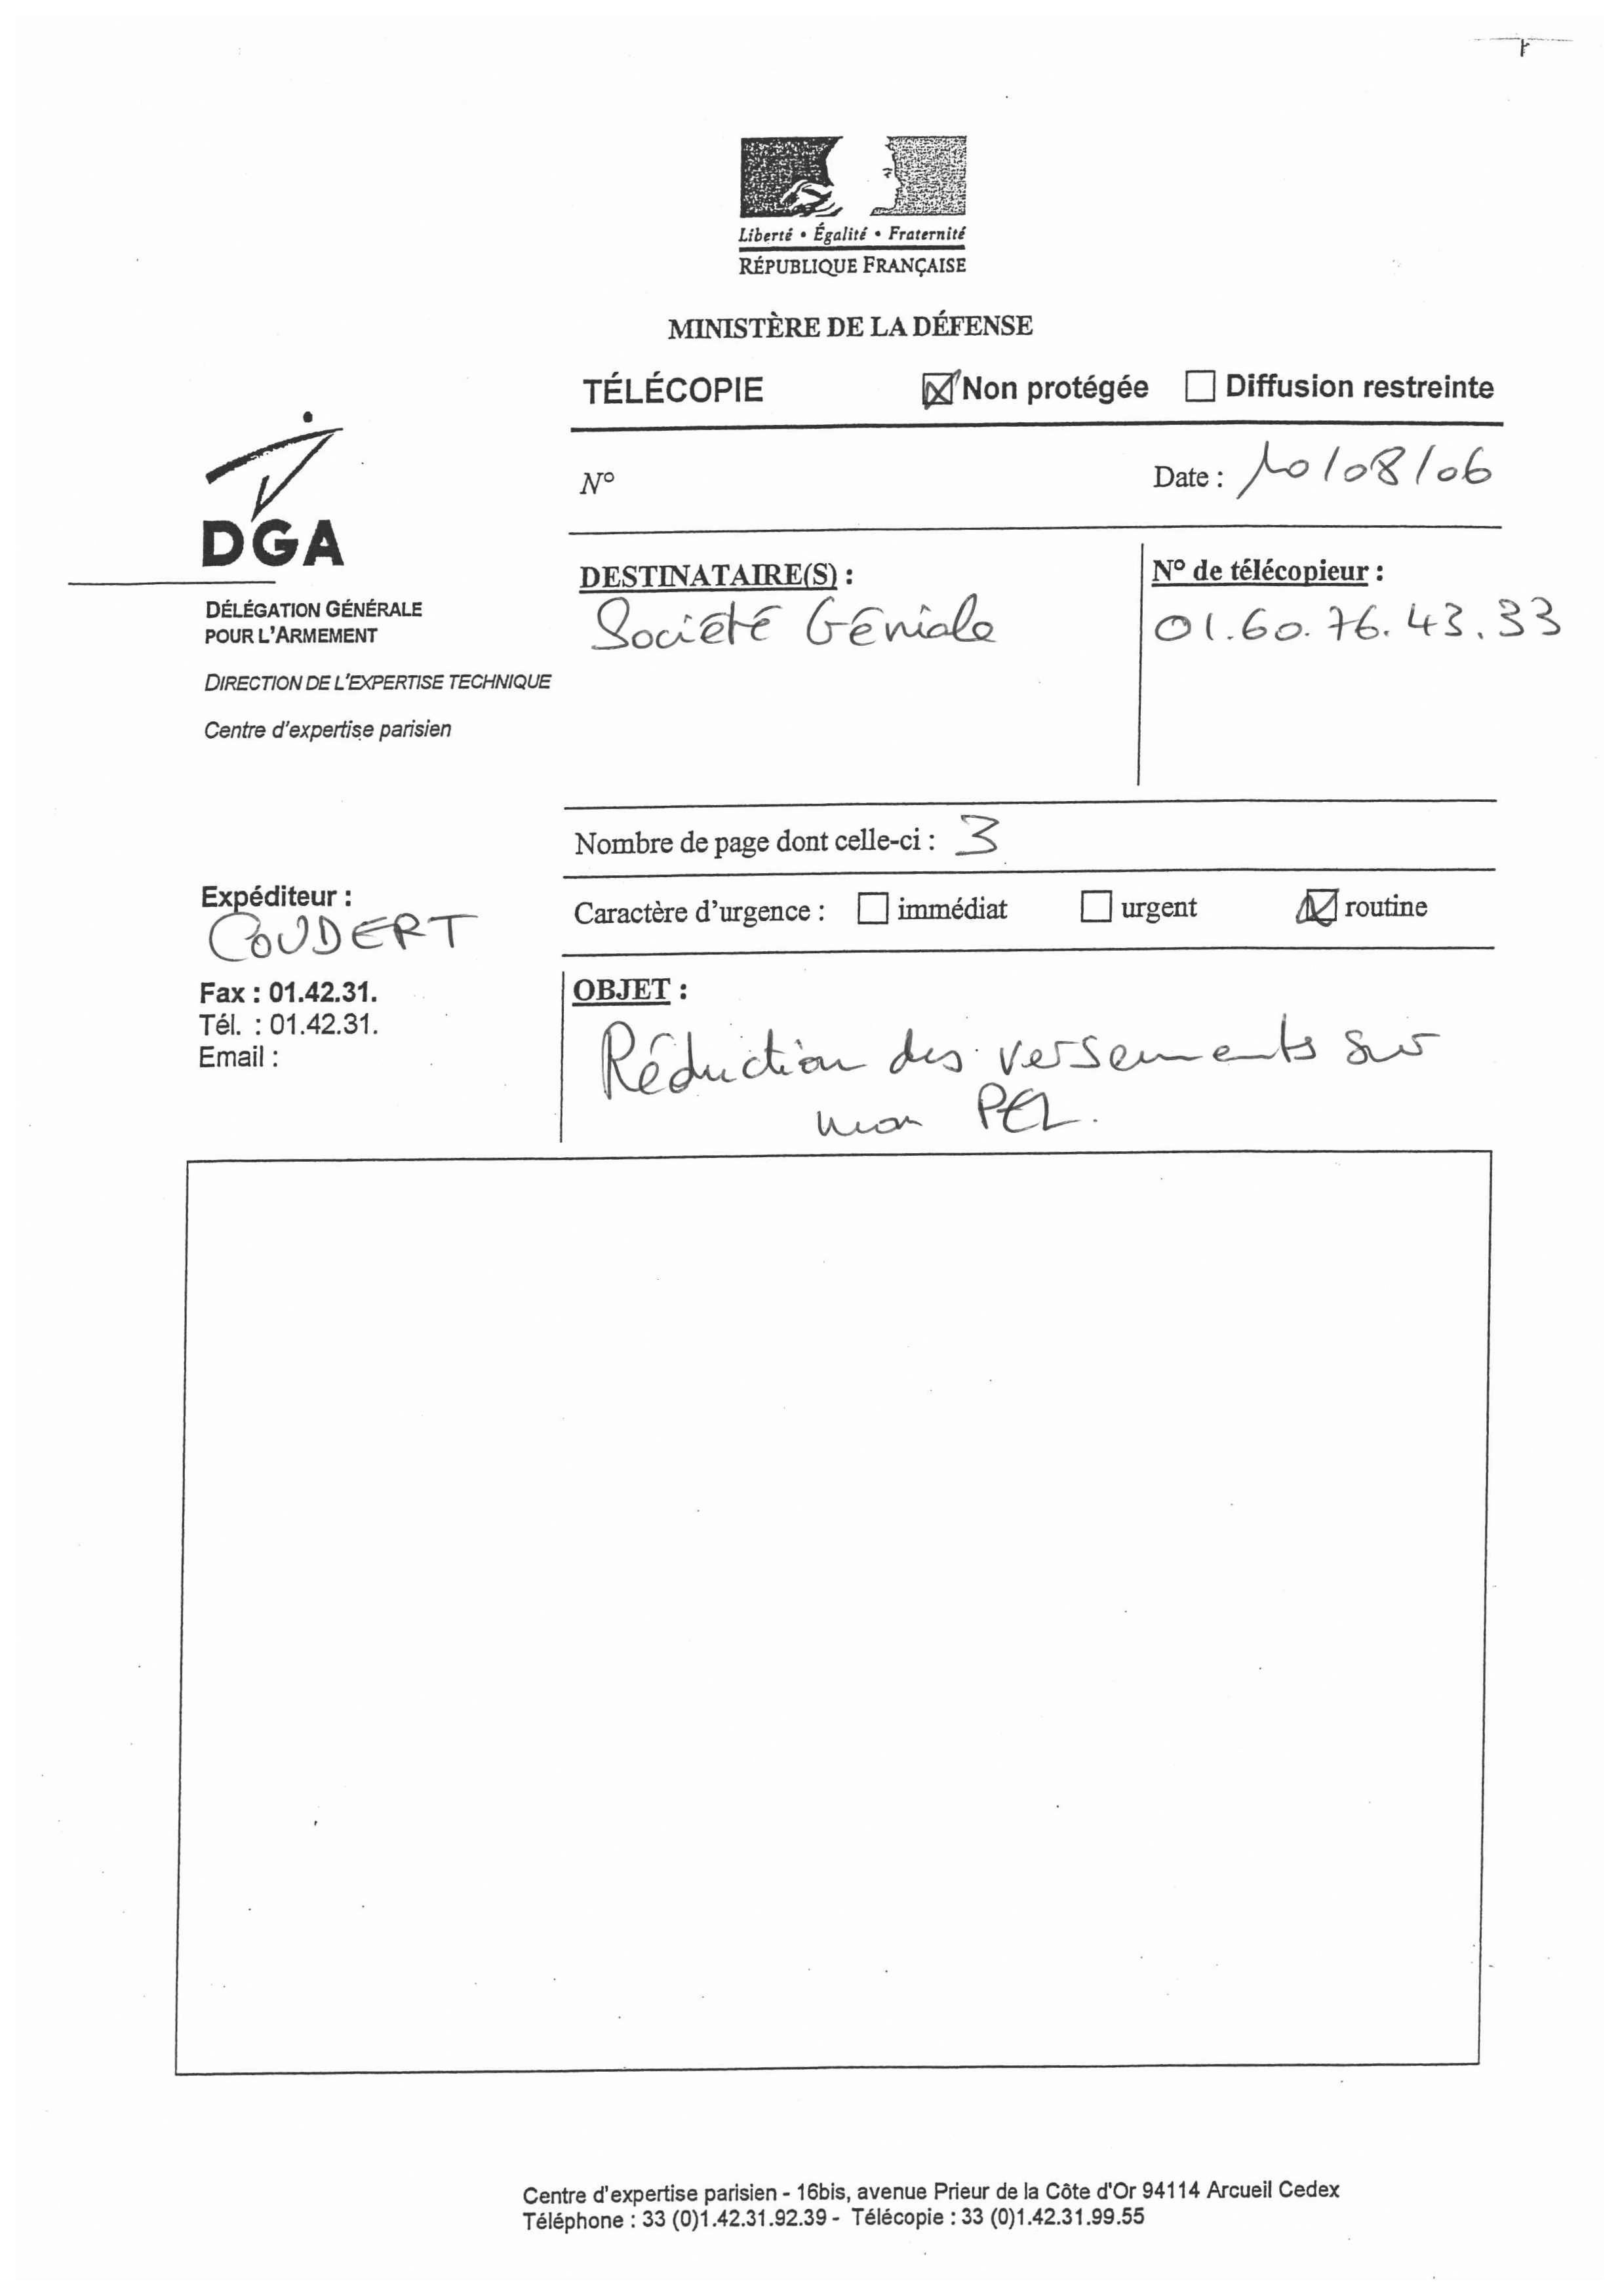 Liberté • Égalité • Fraternité
RÉPUBLIQUE FRANÇAISE
MINISTÈRE DE LA DÉFENSE
TÉLÉCOPIE Non protégée Diffusion restreinte
N° Date : 10/08/06
DGA
DÉLÉGATION GÉNÉRALE
POUR L'ARMEMENT
DIRECTION DE L'EXPERTISE TECHNIQUE
Centre d'expertise parisien
DESTINATAIRE(S) :
Société Géniale
N° de télécopieur :
01.60.76.43.33
Nombre de page dont celle-ci : 3
Expéditeur :
COUDERT
Caractère d'urgence : immédiat urgent routine
Fax : 01.42.31.
Tél. : 01.42.31.
Email :
OBJET :
Réduction des versements sur
mon PEL.
Centre d'expertise parisien - 16bis, avenue Prieur de la Côte d'Or 94114 Arcueil Cedex
Téléphone : 33 (0)1.42.31.92.39 - Télécopie : 33 (0)1.42.31.99.55